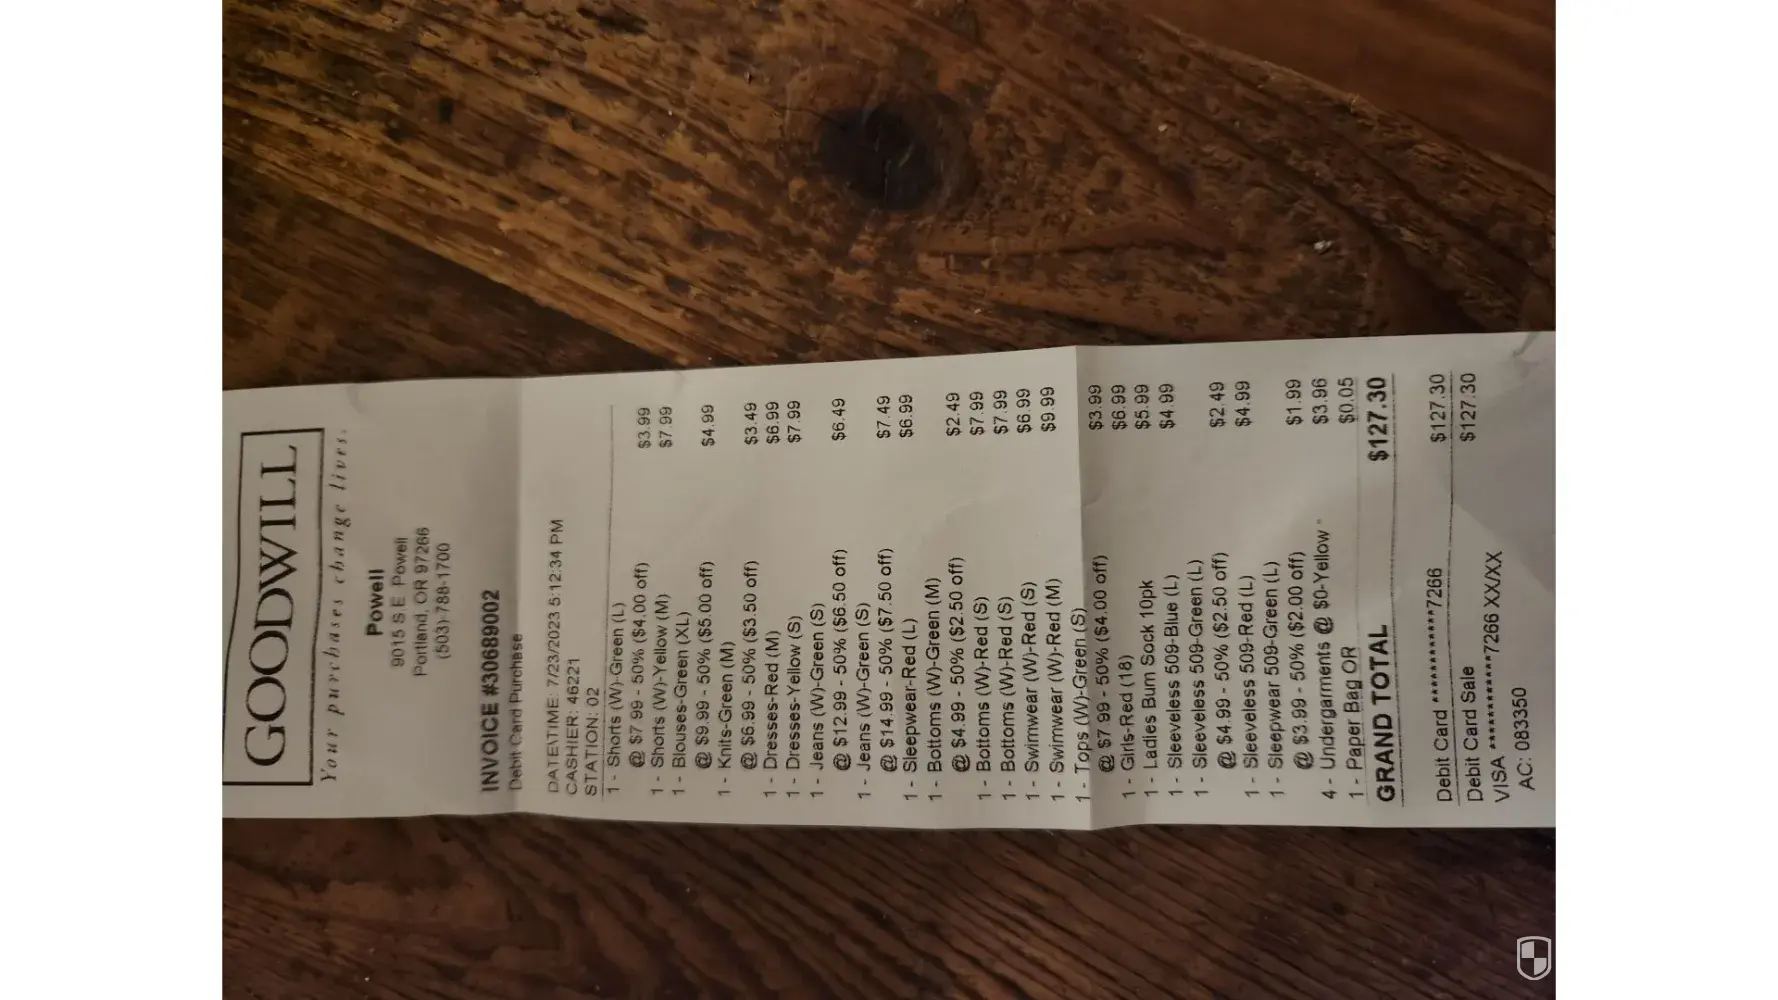 GOODWILL
Your purchases change lives.
Powell
9015 S E Powell
Portland, OR 97266
(503)-788-1700
INVOICE #30689002
Debit Card Purchase
DATE\TIME: 7/23/2023 5:12:34 PM
CASHIER: 46221
STATION: 02
1 - Shorts (W)-Green (L)
@ $7 99 - 50% ($4.00 off) $3.99
1 - Shorts (W)-Yellow (M) $7.99
1 - Blouses-Green (XL)
@ $9.99 - 50% ($5.00 off) $4.99
1 - Knits-Green (M)
@ $6.99 - 50% ($3.50 off) $3.49
1 - Dresses-Red (M) $6.99
1 - Dresses-Yellow (S) $7.99
1 - Jeans (W)-Green (S)
@ $12.99 - 50% ($6.50 off) $6.49
1 - Jeans (W)-Green (S)
@ $14.99 - 50% ($7.50 off) $7.49
1 - Sleepwear-Red (L) $6.99
1 - Bottoms (W)-Green (M)
@ $4.99 - 50% ($2.50 off) $2.49
1 - Bottoms (W)-Red (S) $7.99
1 - Bottoms (W)-Red (S) $7.99
1 - Swimwear (W)-Red (S) $6.99
1 - Swimwear (W)-Red (M) $9.99
1 - Tops (W)-Green (S)
@ $7 99 - 50% ($4.00 off) $3.99
1 - Girls-Red (18) $6.99
1 - Ladies Bum Sock 10pk $5.99
1 - Sleeveless 509-Blue (L) $4.99
1 - Sleeveless 509-Green (L)
@ $4.99 - 50% ($2.50 off) $2.49
1 - Sleeveless 509-Red (L) $4.99
1 - Sleepwear 509-Green (L)
@ $3.99 - 50% ($2.00 off) $1.99
4 - Undergarments 2@ $0-Yellow - $3.96
1 - Paper Bag OR $0.05
GRAND TOTAL $127.30
Debit Card ************7266 $127.30
Debit Card Sale $127.30
VISA ************7266 XX/XX
AC: 083350